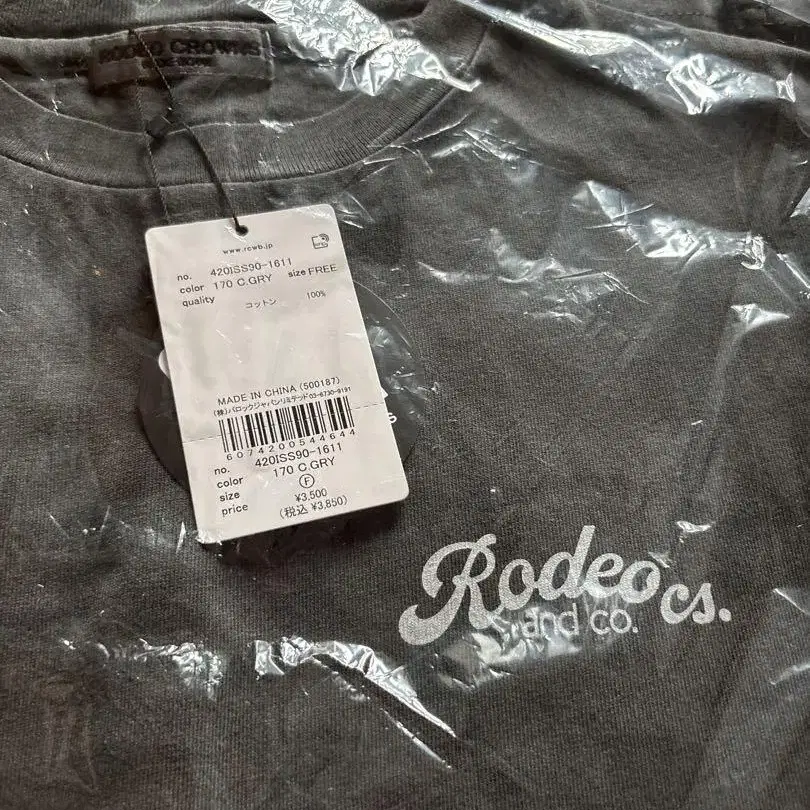 RODEO CROWNS
WIDE BOWL
www.rcwb.jp
no. 420ISS90-1611
color 170 C.GRY size FREE
quality
コットン 100%
MADE IN CHINA (500187)
(株)バロックジャパンリミテッド03-6730-9191
6074200544644
no. 420ISS90-1611
color 170 C.GRY
size F
price ¥3,500
(税込 ¥3,850)
Rodeo cs.
and co.